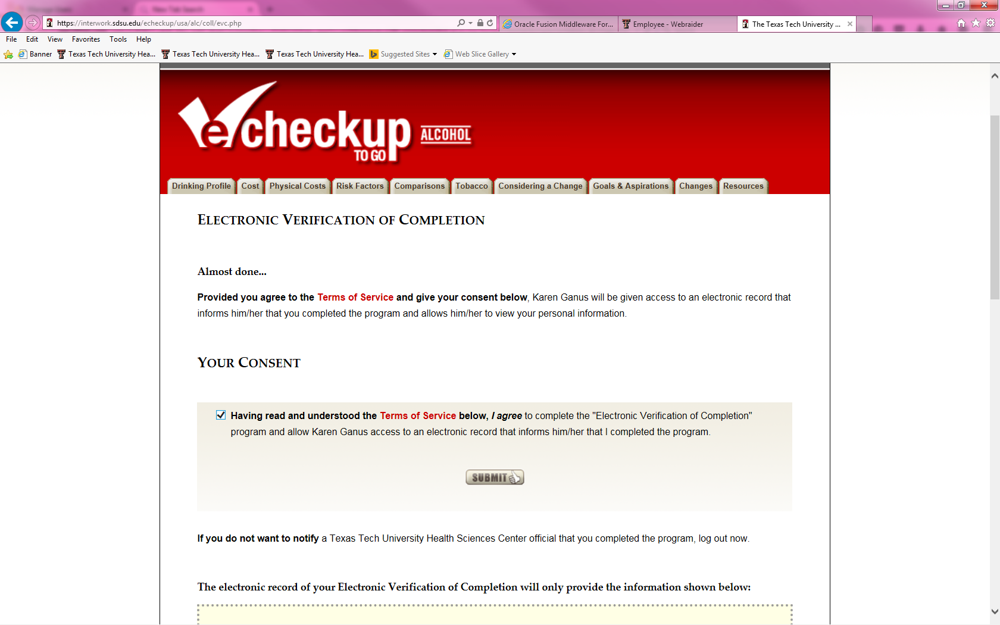 https://interwork.sdsu.edu/echeckup/usa/alc/coll/evc.php
Oracle Fusion Middleware For...
Employee - Webraider
The Texas Tech University ...
File Edit View Favorites Tools Help
Banner Texas Tech University Hea... Texas Tech University Hea... Texas Tech University Hea... Suggested Sites Web Slice Gallery
e checkup ALCOHOL
TO GO
Drinking Profile Cost Physical Costs Risk Factors Comparisons Tobacco Considering a Change Goals & Aspirations Changes Resources
ELECTRONIC VERIFICATION OF COMPLETION
Almost done...
Provided you agree to the Terms of Service and give your consent below, Karen Ganus will be given access to an electronic record that
informs him/her that you completed the program and allows him/her to view your personal information.
YOUR CONSENT
Having read and understood the Terms of Service below, I agree to complete the "Electronic Verification of Completion"
program and allow Karen Ganus access to an electronic record that informs him/her that I completed the program.
SUBMIT
If you do not want to notify a Texas Tech University Health Sciences Center official that you completed the program, log out now.
The electronic record of your Electronic Verification of Completion will only provide the information shown below: